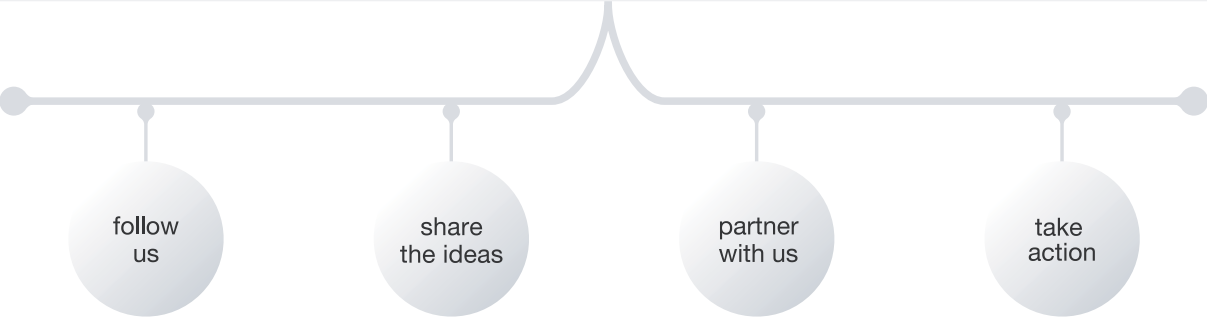 follow
us
share
the ideas
partner
with us
take
action